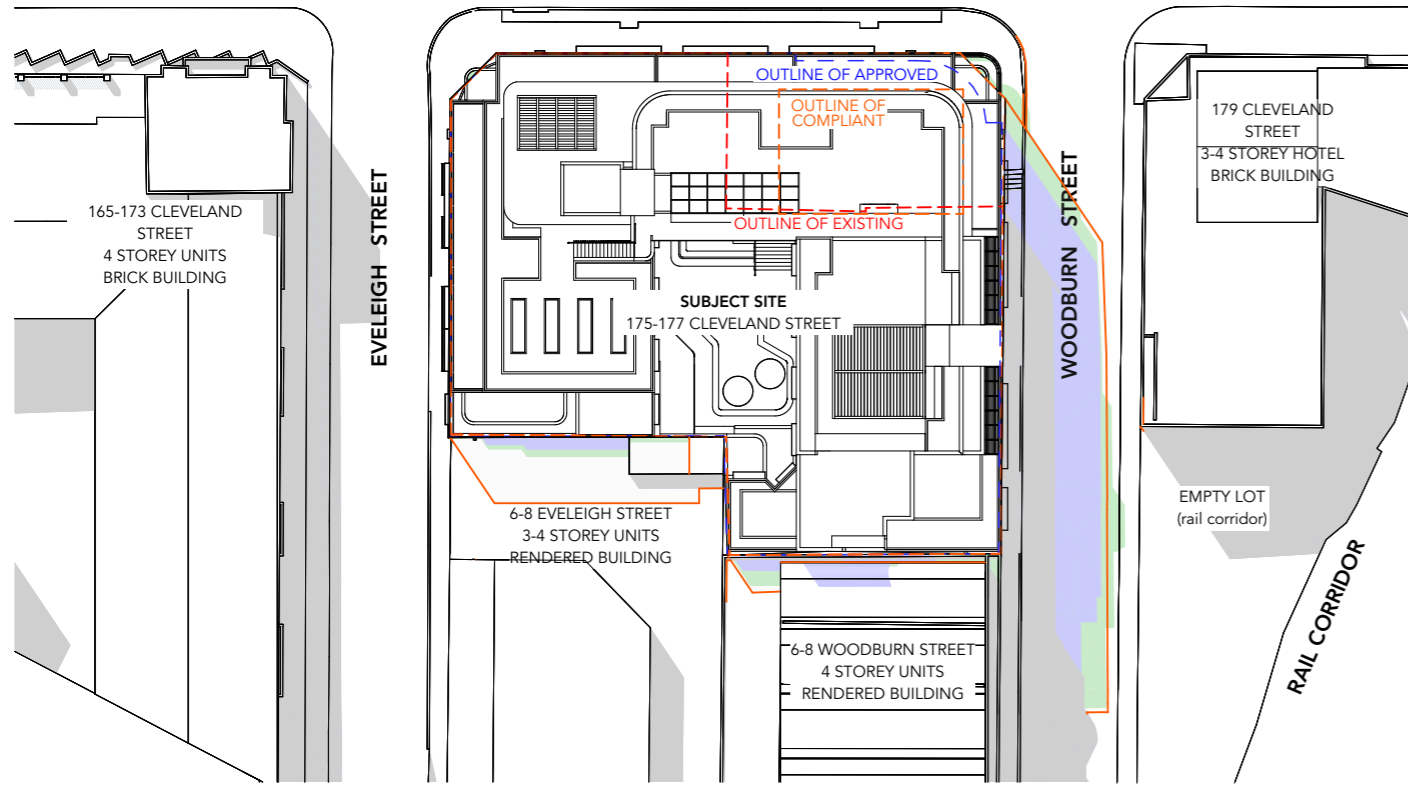 OUTLINE OF APPROVED
OUTLINE OF
COMPLIANT
OUTLINE OF EXISTING
165-173 CLEVELAND
STREET
4 STOREY UNITS
BRICK BUILDING
EVELEIGH STREET
SUBJECT SITE
175-177 CLEVELAND STREET
WOODBURN STREET
179 CLEVELAND
STREET
3-4 STOREY HOTEL
BRICK BUILDING
6-8 EVELEIGH STREET
3-4 STOREY UNITS
RENDERED BUILDING
EMPTY LOT
(rail corridor)
RAIL CORRIDOR
6-8 WOODBURN STREET
4 STOREY UNITS
RENDERED BUILDING